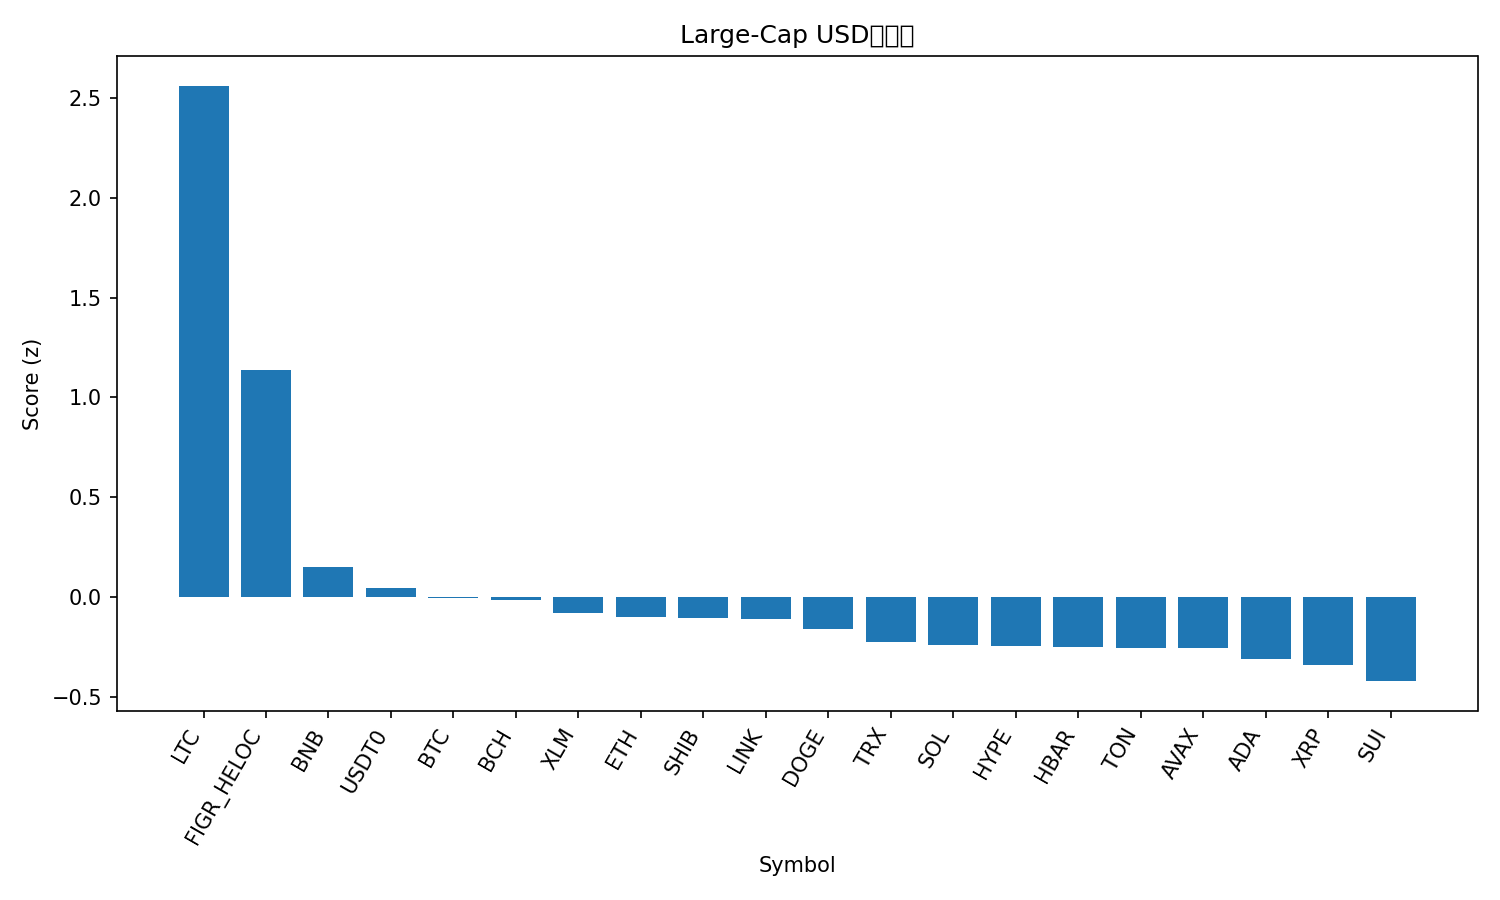 Large-Cap USD
2.5
2.0
1.5
1.0
0.5
0.0
−0.5
Score (z)
LTC
FIGR_HELOC
BNB
USDT0
BTC
BCH
XLM
ETH
SHIB
LINK
DOGE
TRX
SOL
HYPE
HBAR
TON
AVAX
ADA
XRP
SUI
Symbol